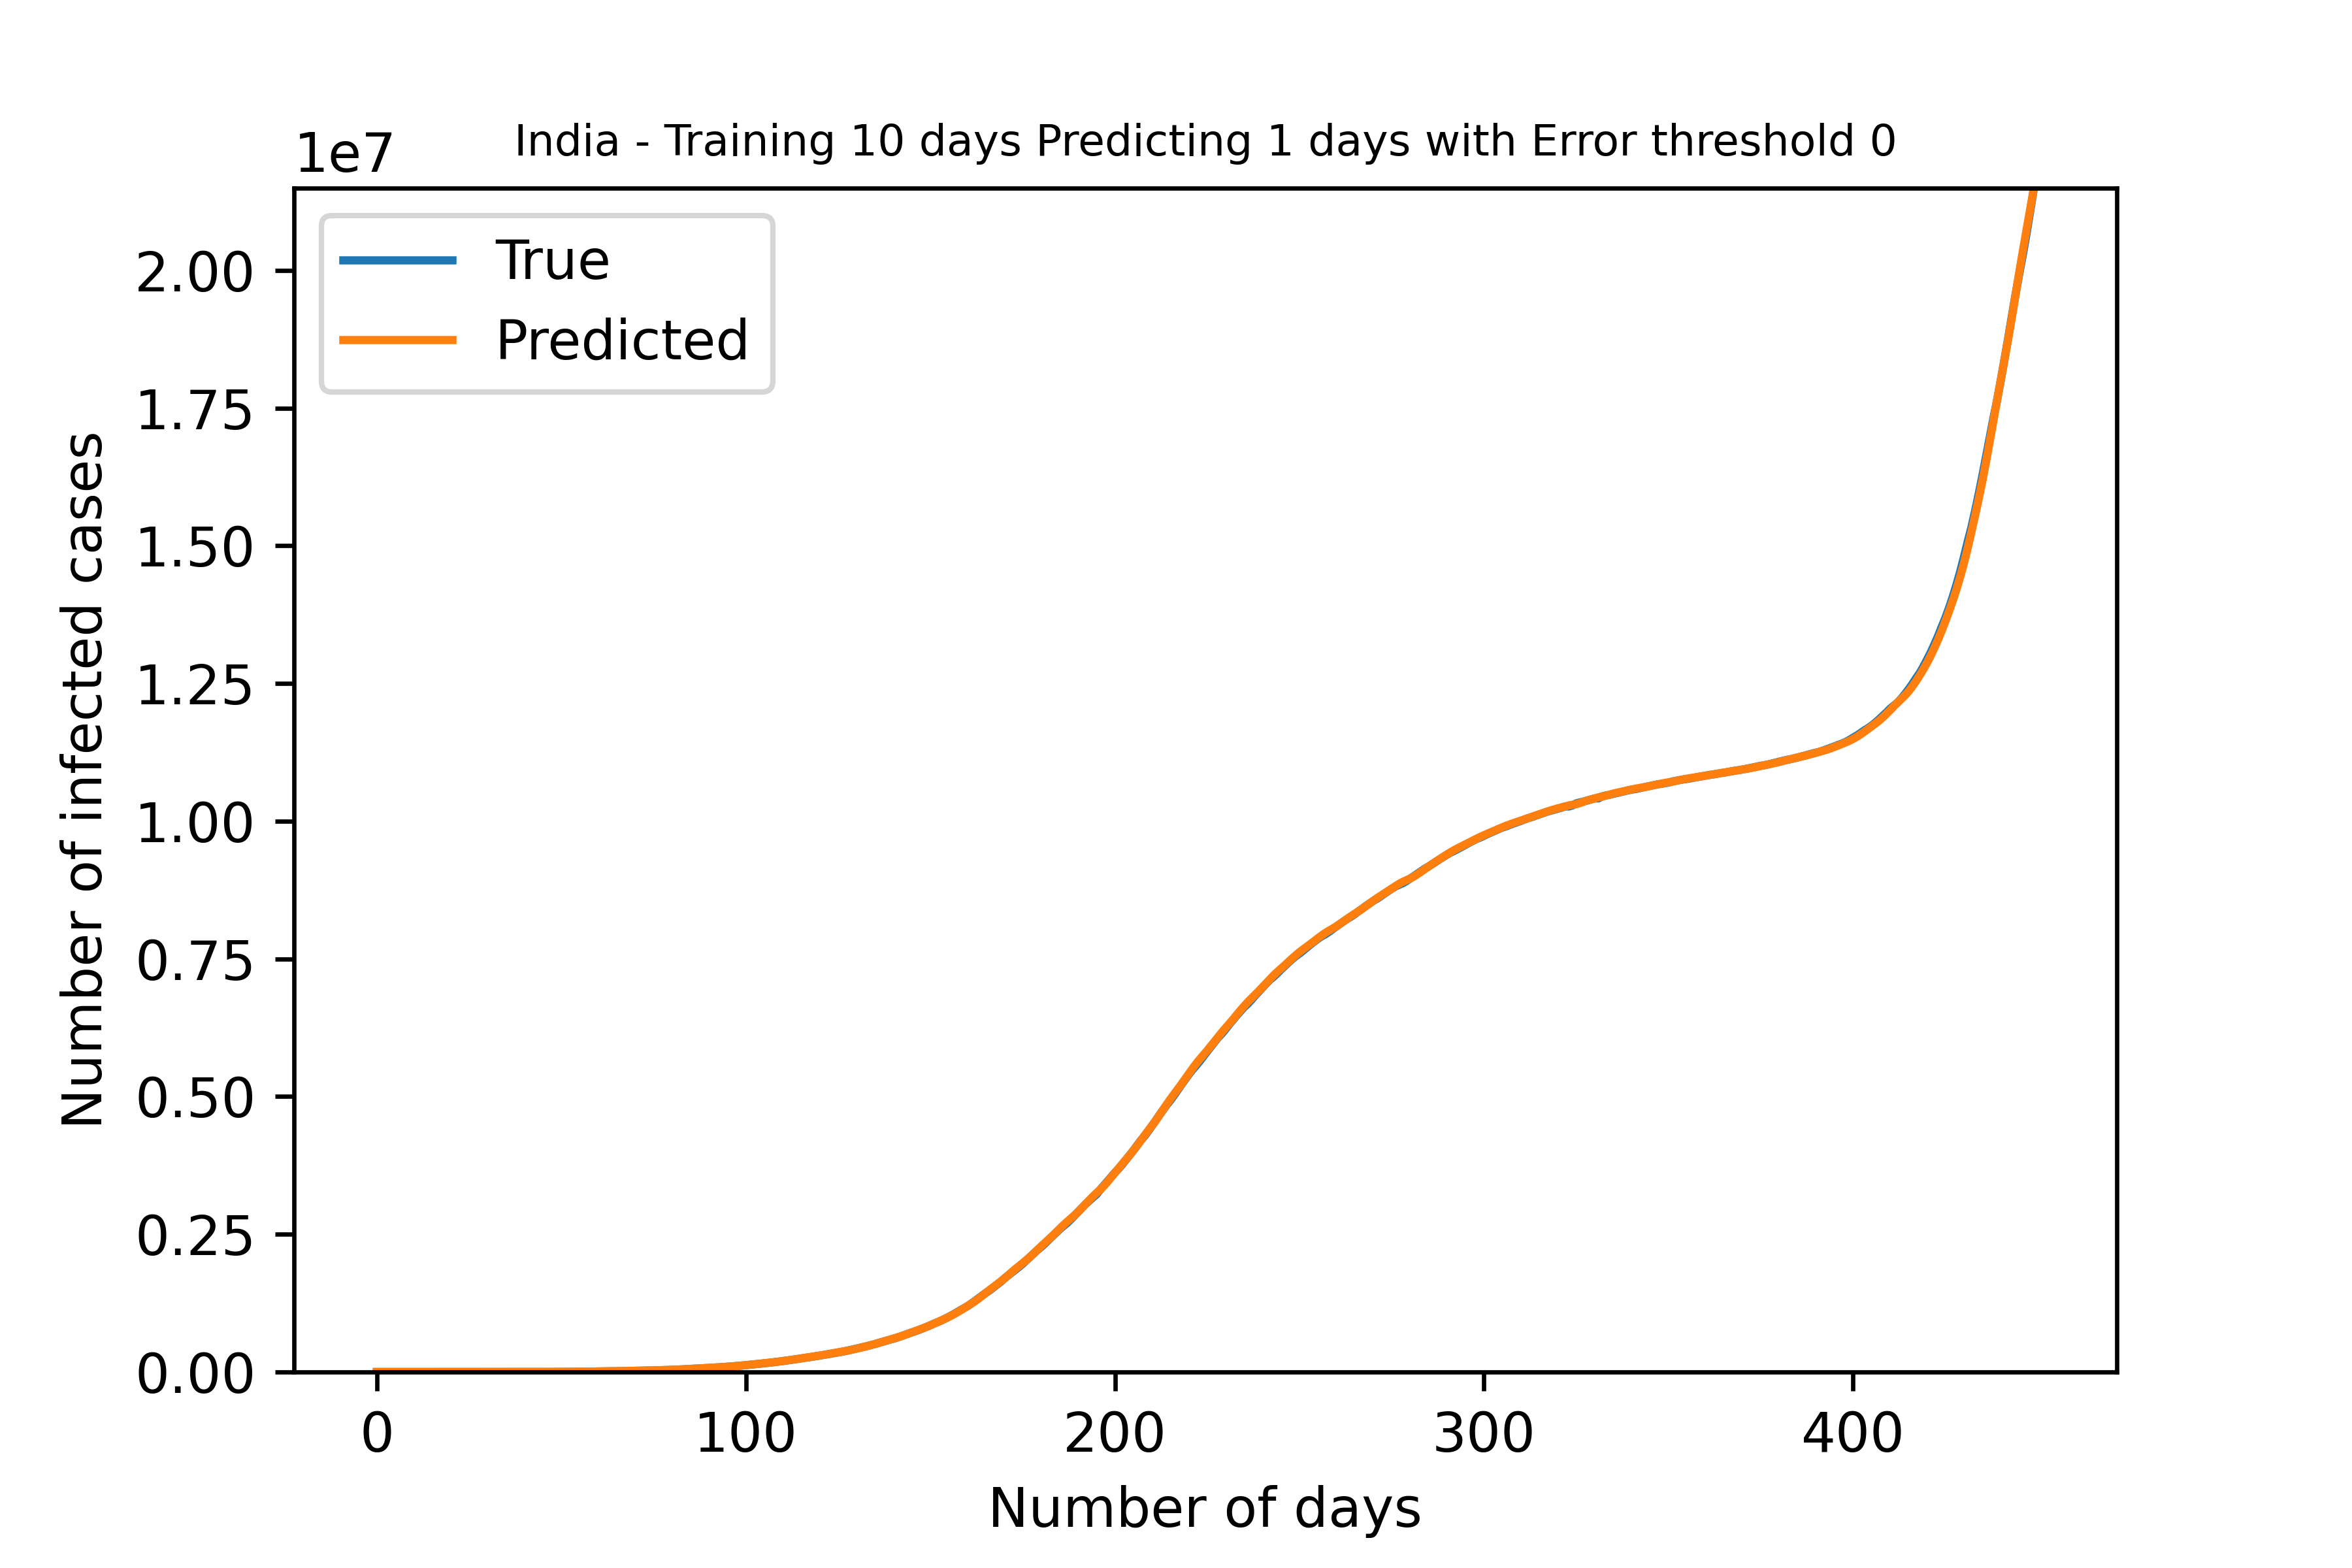 India - Training 10 days Predicting 1 days with Error threshold 0
1e7
True
Predicted
2.00
1.75
1.50
1.25
1.00
0.75
0.50
0.25
0.00
Number of infected cases
0 100 200 300 400
Number of days